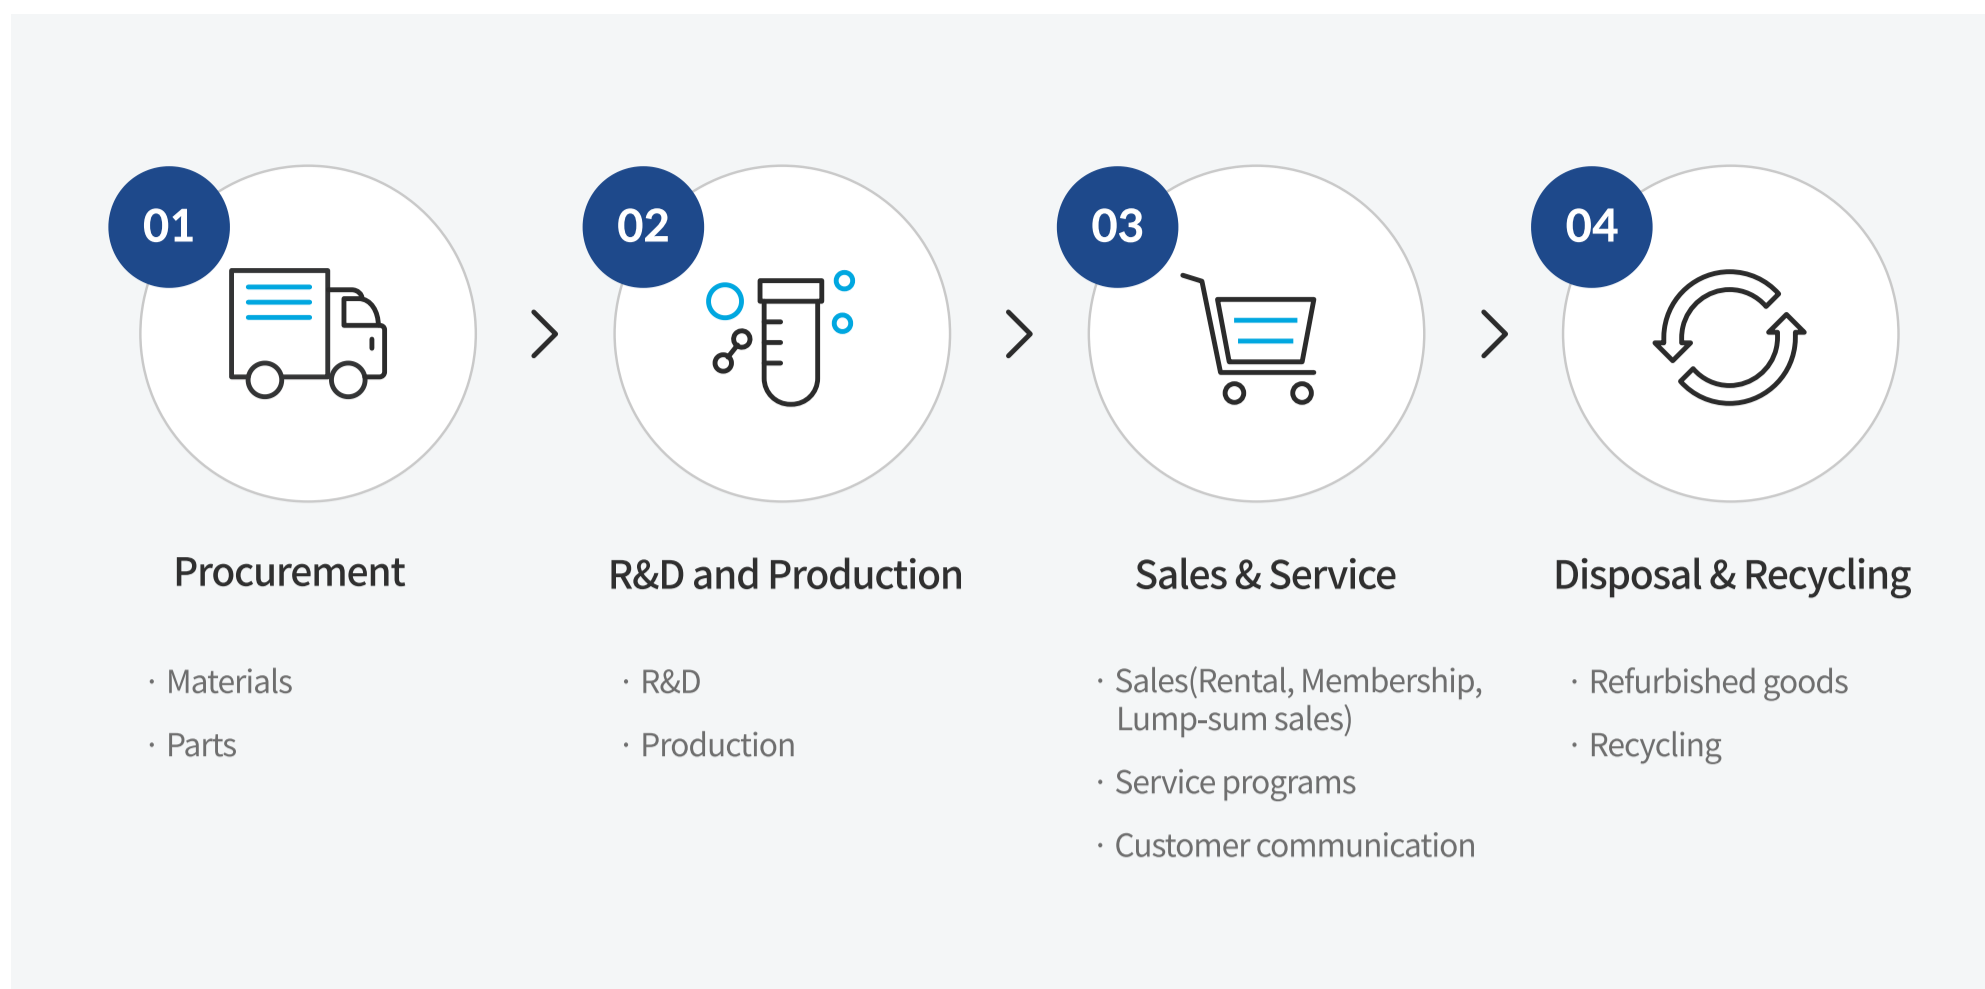 01
Procurement
· Materials
· Parts
02
R&D and Production
· R&D
· Production
03
Sales & Service
· Sales(Rental, Membership,
Lump-sum sales)
· Service programs
· Customer communication
04
Disposal & Recycling
· Refurbished goods
· Recycling